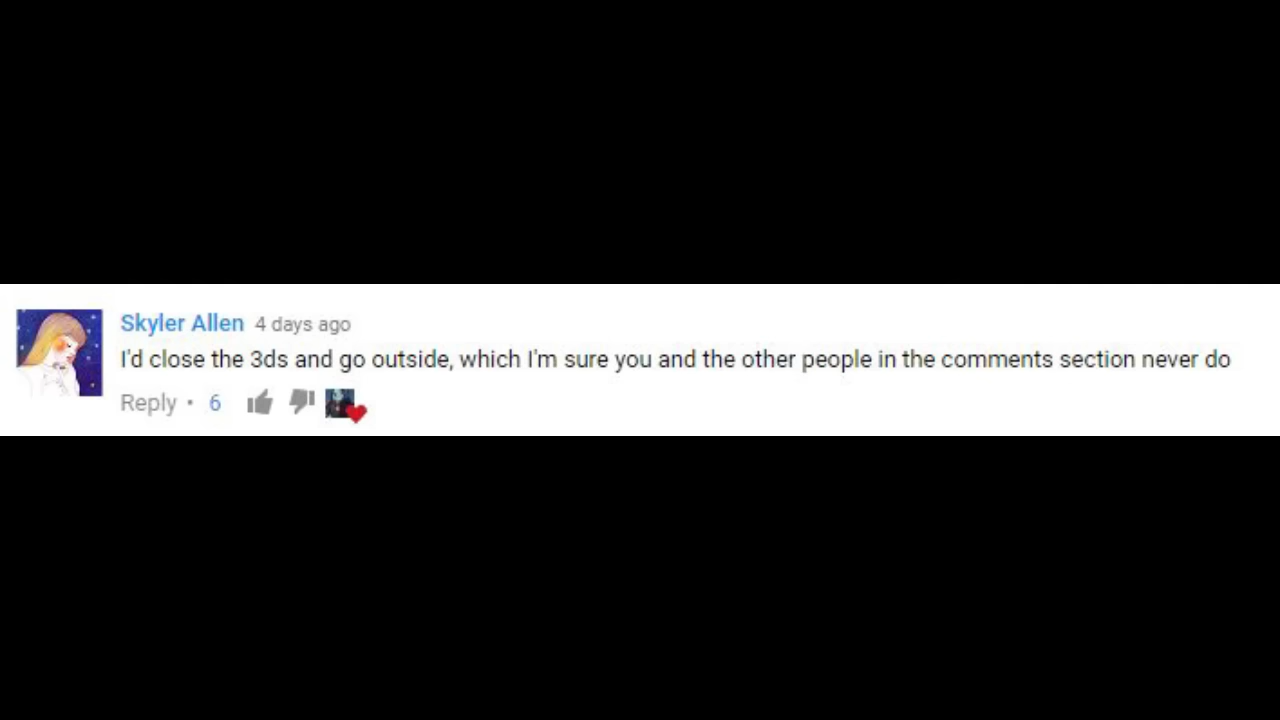 Skyler Allen 4 days ago
I'd close the 3ds and go outside, which I'm sure you and the other people in the comments section never do
Reply • 6